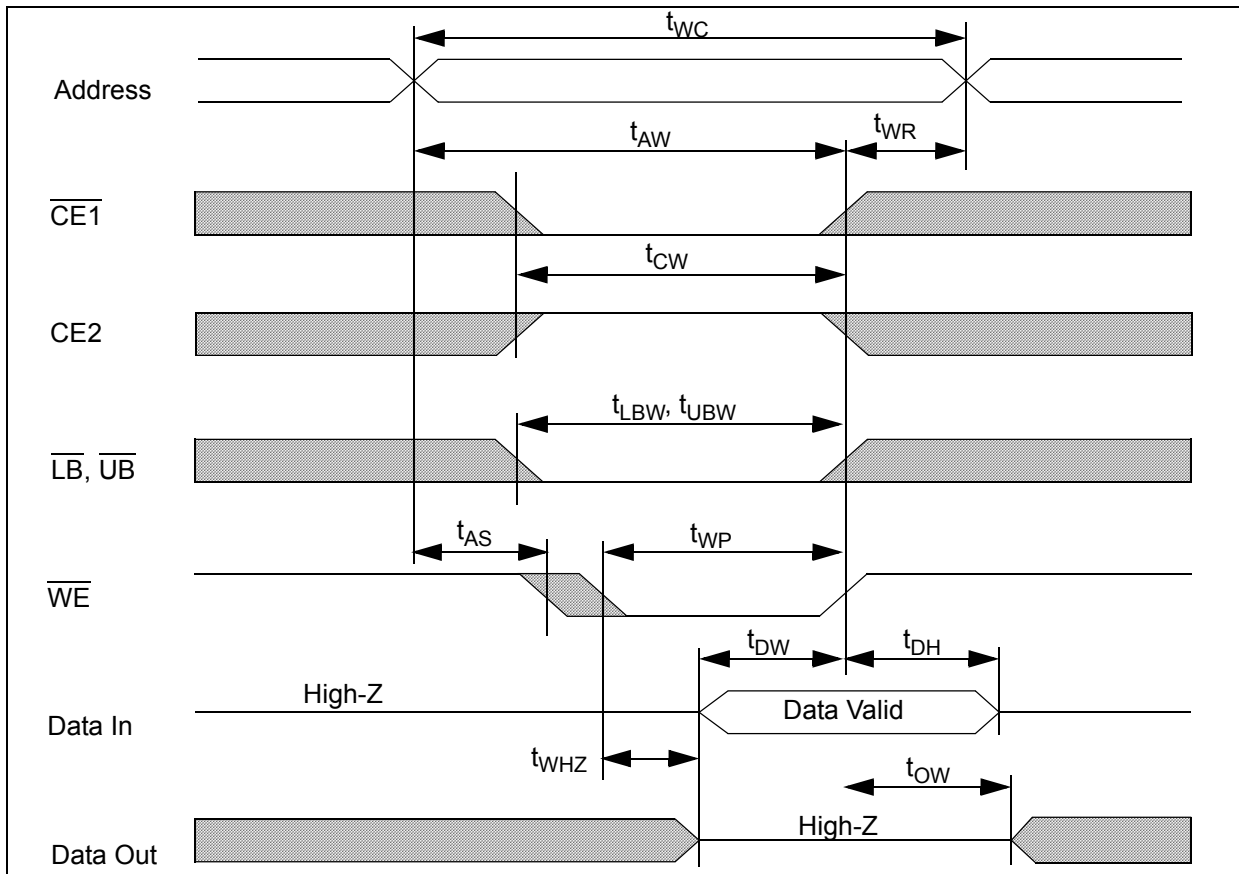 tWC
Address
tAW
tWR
CE1
tCW
CE2
tLBW, tUBW
LB, UB
tAS
tWP
WE
tDW
tDH
High-Z
Data Valid
Data In
tWHZ
tOW
High-Z
Data Out